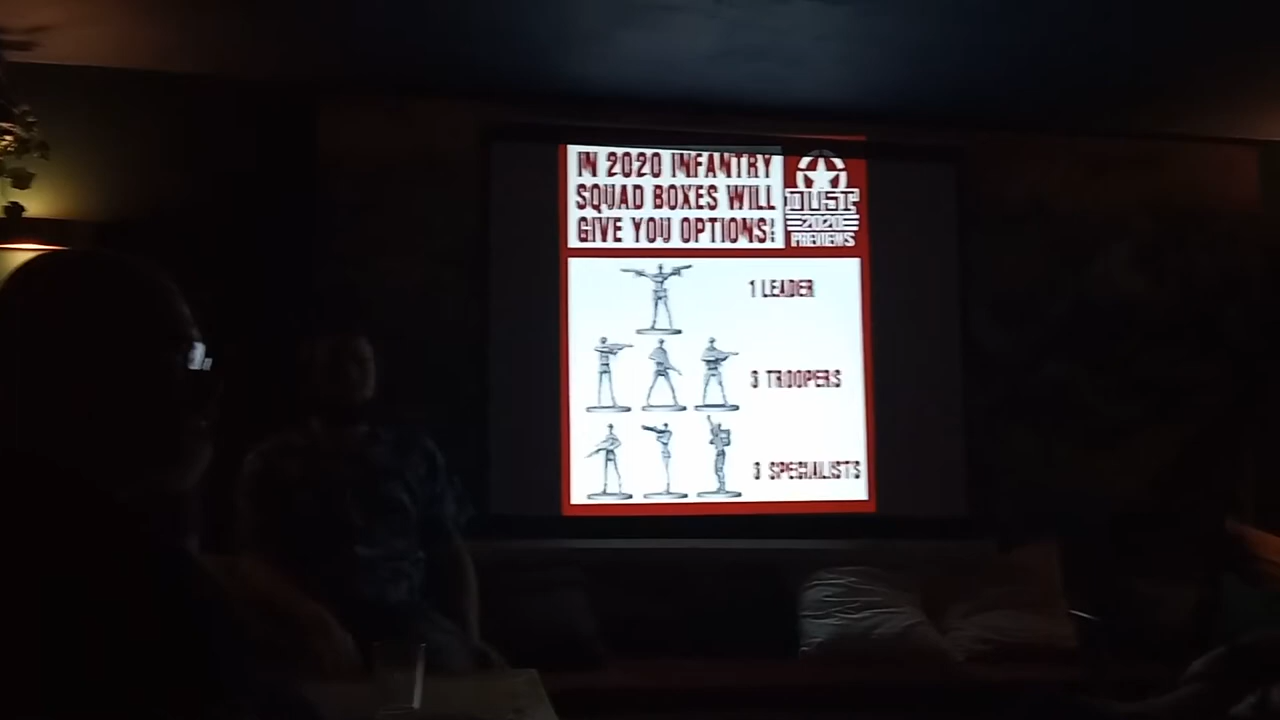 IN 2020 INFANTRY
SQUAD BOXES WILL
GIVE YOU OPTIONS!
DUST
2020
PREVIEWS
1 LEADER
3 TROOPERS
3 SPECIALISTS